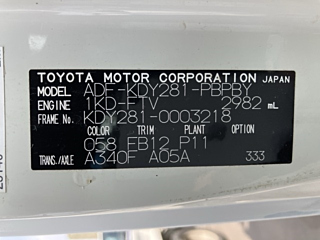 TOYOTA MOTOR CORPORATION JAPAN
MODEL ADF-KDY281-PBPBY
ENGINE 1KD-FTV 2982 mL
FRAME No. KDY281-0003218
COLOR TRIM PLANT OPTION
058 FB12 P11
TRANS./AXLE A340F A05A 333